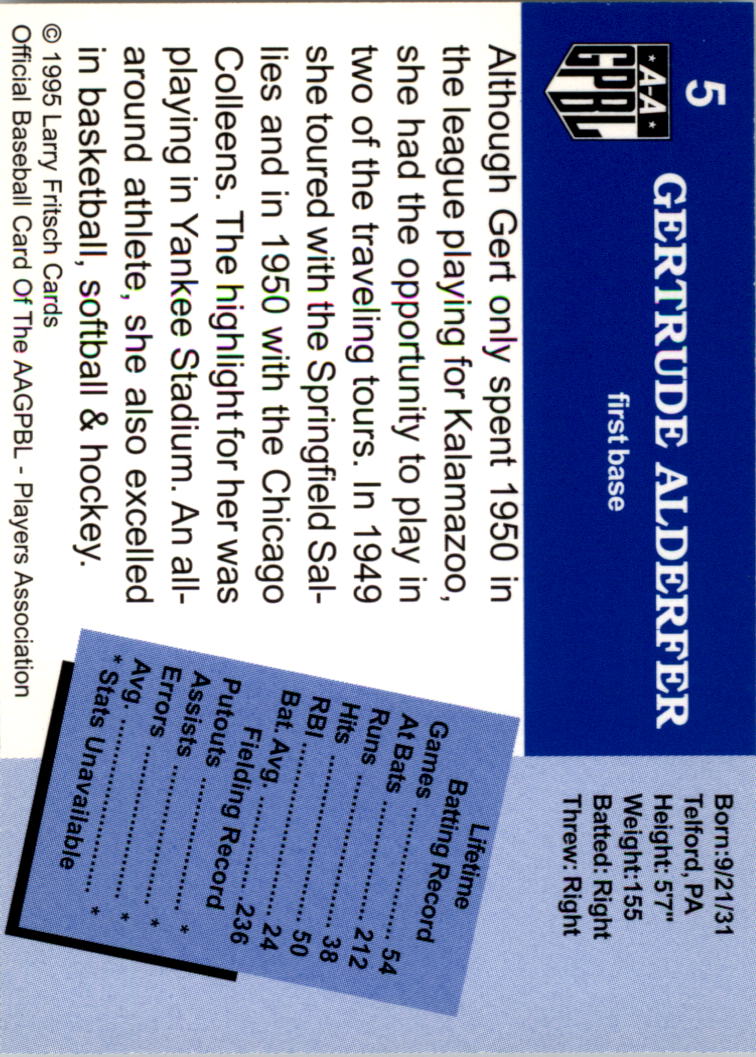 5
A-A
GPBL
GERTRUDE ALDERFER
first base
Born:9/21/31
Telford, PA
Height: 5'7"
Weight:155
Batted: Right
Threw: Right
Although Gert only spent 1950 in
the league playing for Kalamazoo,
she had the opportunity to play in
two of the traveling tours. In 1949
she toured with the Springfield Sal-
lies and in 1950 with the Chicago
Colleens. The highlight for her was
playing in Yankee Stadium. An all-
around athlete, she also excelled
in basketball, softball & hockey.
© 1995 Larry Fritsch Cards
Official Baseball Card Of The AAGPBL - Players Association
Lifetime
Batting Record
Games .................... 54
At Bats .................. 212
Runs ..................... 38
Hits ..................... 50
RBI ...................... 24
Bat. Avg. ............. .236
Fielding Record
Putouts .................. *
Assists .................. *
Errors ................... *
Avg. ..................... *
* Stats Unavailable